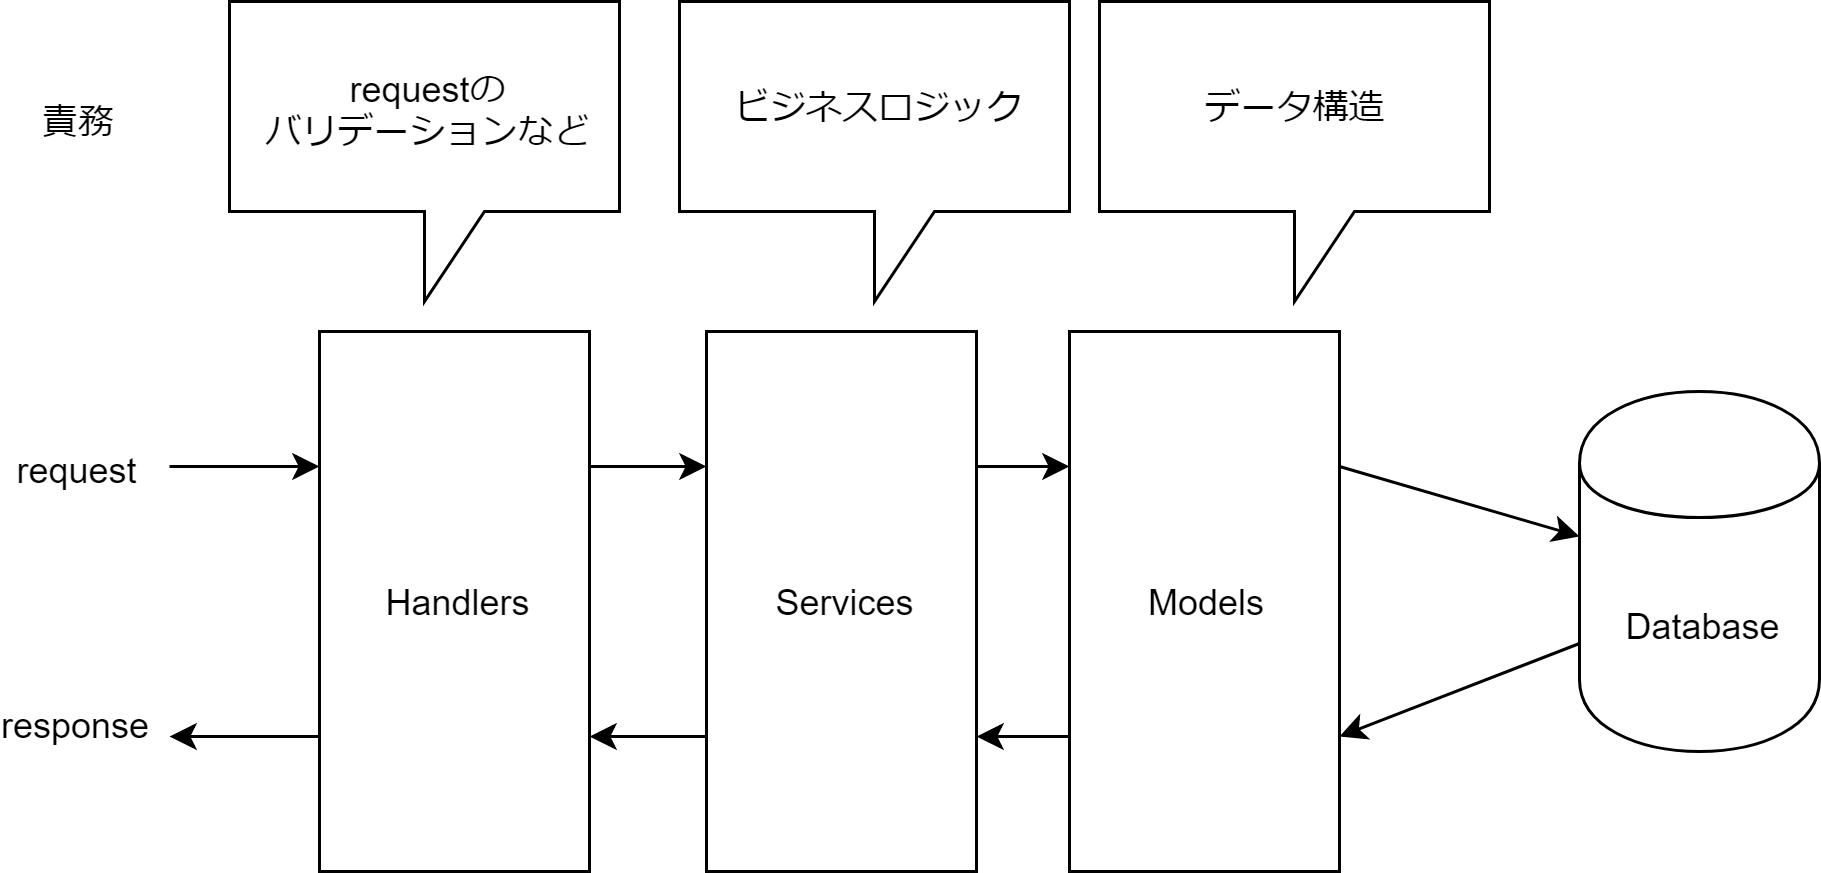 責務
requestの
バリデーションなど
ビジネスロジック
データ構造
request
response
Handlers
Services
Models
Database